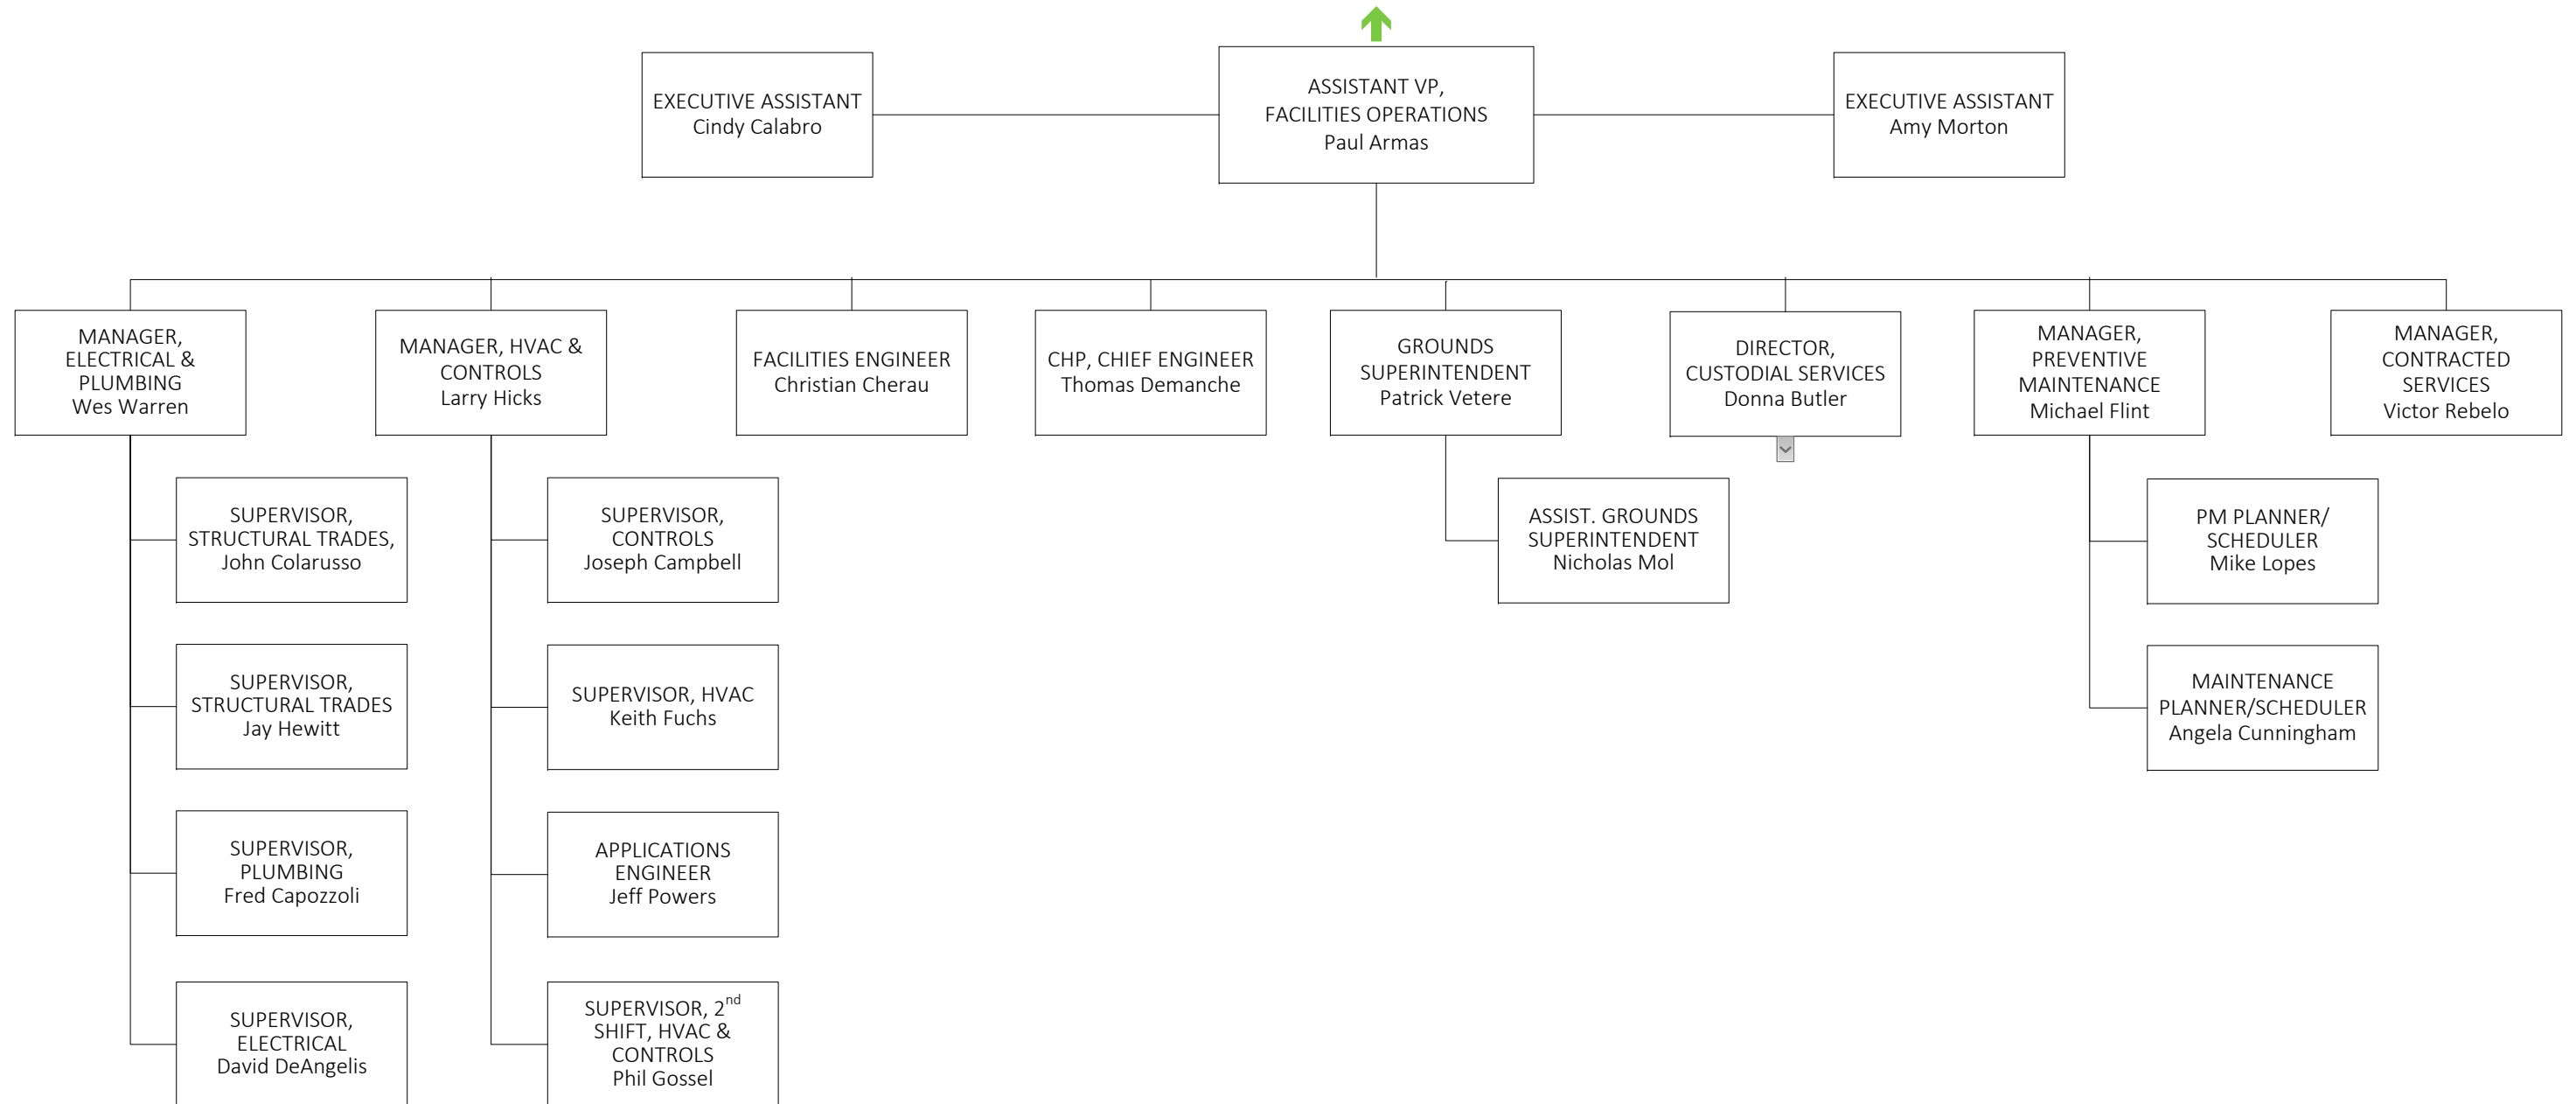 EXECUTIVE ASSISTANT
Cindy Calabro
ASSISTANT VP,
FACILITIES OPERATIONS
Paul Armas
EXECUTIVE ASSISTANT
Amy Morton
MANAGER,
ELECTRICAL &
PLUMBING
Wes Warren
MANAGER, HVAC &
CONTROLS
Larry Hicks
FACILITIES ENGINEER
Christian Cherau
CHP, CHIEF ENGINEER
Thomas Demanche
GROUNDS
SUPERINTENDENT
Patrick Vetere
DIRECTOR,
CUSTODIAL SERVICES
Donna Butler
MANAGER,
PREVENTIVE
MAINTENANCE
Michael Flint
MANAGER,
CONTRACTED
SERVICES
Victor Rebelo
SUPERVISOR,
STRUCTURAL TRADES,
John Colarusso
SUPERVISOR,
CONTROLS
Joseph Campbell
ASSIST. GROUNDS
SUPERINTENDENT
Nicholas Mol
PM PLANNER/
SCHEDULER
Mike Lopes
SUPERVISOR,
STRUCTURAL TRADES
Jay Hewitt
SUPERVISOR, HVAC
Keith Fuchs
MAINTENANCE
PLANNER/SCHEDULER
Angela Cunningham
SUPERVISOR,
PLUMBING
Fred Capozzoli
APPLICATIONS
ENGINEER
Jeff Powers
SUPERVISOR,
ELECTRICAL
David DeAngelis
SUPERVISOR, 2nd
SHIFT, HVAC &
CONTROLS
Phil Gossel